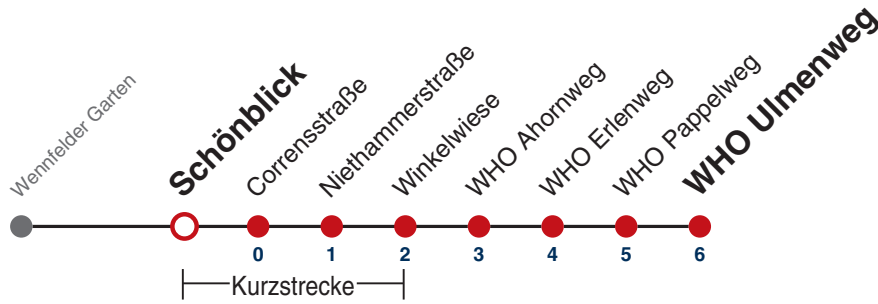 Wennfelder Garten
Schönblick
Corrensstraße
Niethammerstraße
Winkelwiese
WHO Ahornweg
WHO Erlenweg
WHO Pappelweg
WHO Ulmenweg
0
1
2
3
4
5
6
Kurzstrecke